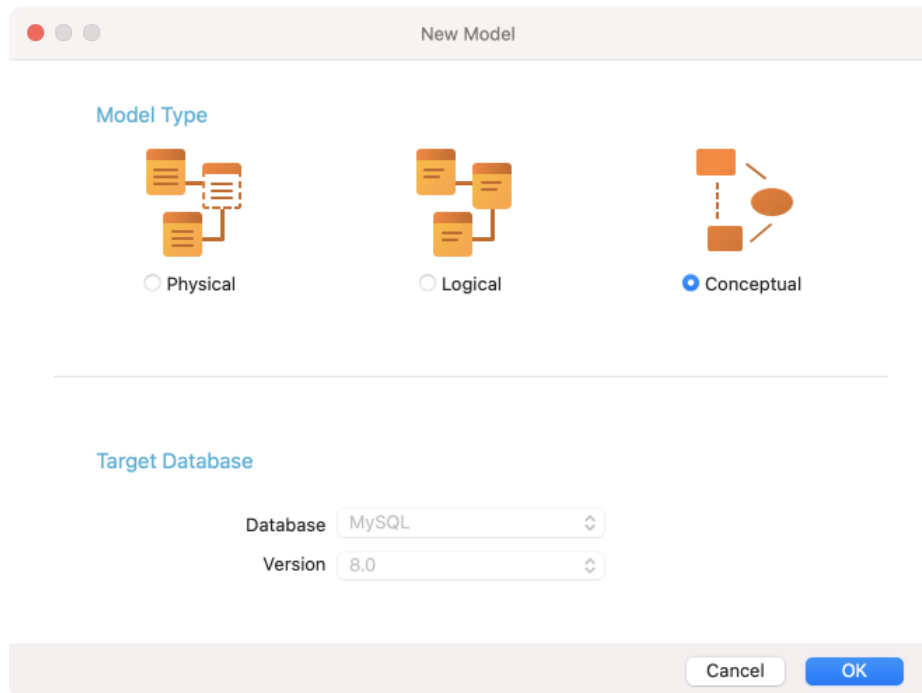 New Model
Model Type
Physical
Logical
Conceptual
Target Database
Database MySQL
Version 8.0
Cancel OK